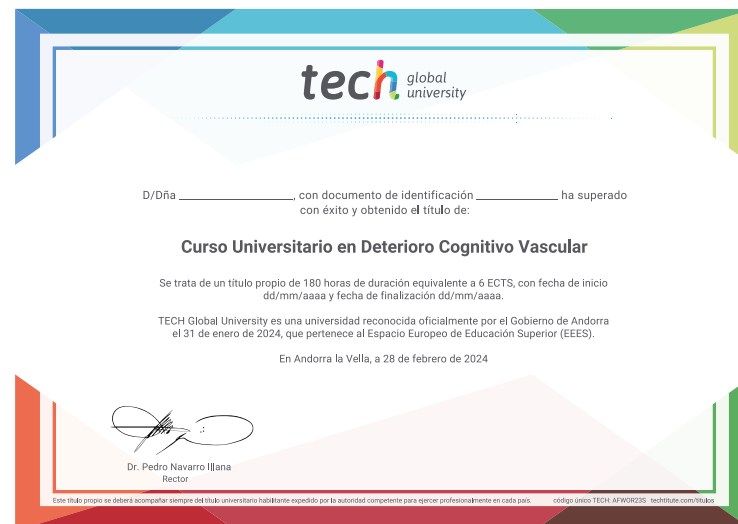 tech global university
D/Dña ____________________, con documento de identificación ______________ ha superado
con éxito y obtenido el título de:
Curso Universitario en Deterioro Cognitivo Vascular
Se trata de un título propio de 180 horas de duración equivalente a 6 ECTS, con fecha de inicio
dd/mm/aaaa y fecha de finalización dd/mm/aaaa.
TECH Global University es una universidad reconocida oficialmente por el Gobierno de Andorra
el 31 de enero de 2024, que pertenece al Espacio Europeo de Educación Superior (EEES).
En Andorra la Vella, a 28 de febrero de 2024
Dr. Pedro Navarro Illana
Rector
Este título propio se deberá acompañar siempre del título universitario habilitante expedido por la autoridad competente para ejercer profesionalmente en cada país. código único TECH: AFWOR23S techtitute.com/titulos